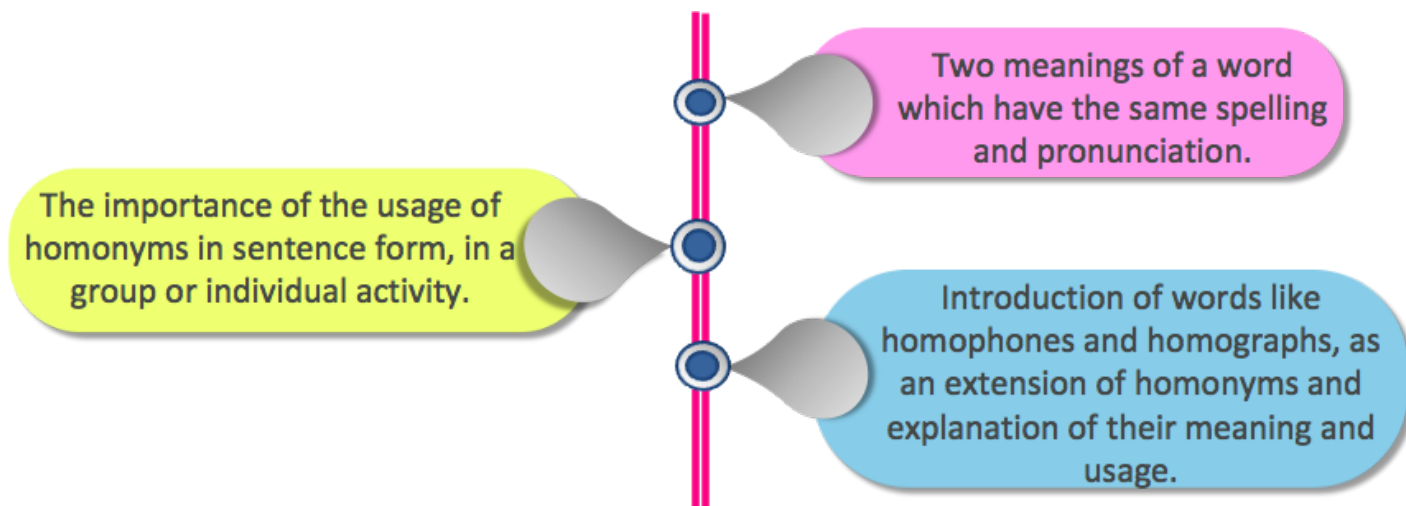 Two meanings of a word
which have the same spelling
and pronunciation.
The importance of the usage of
homonyms in sentence form, in a
group or individual activity.
Introduction of words like
homophones and homographs, as
an extension of homonyms and
explanation of their meaning and
usage.